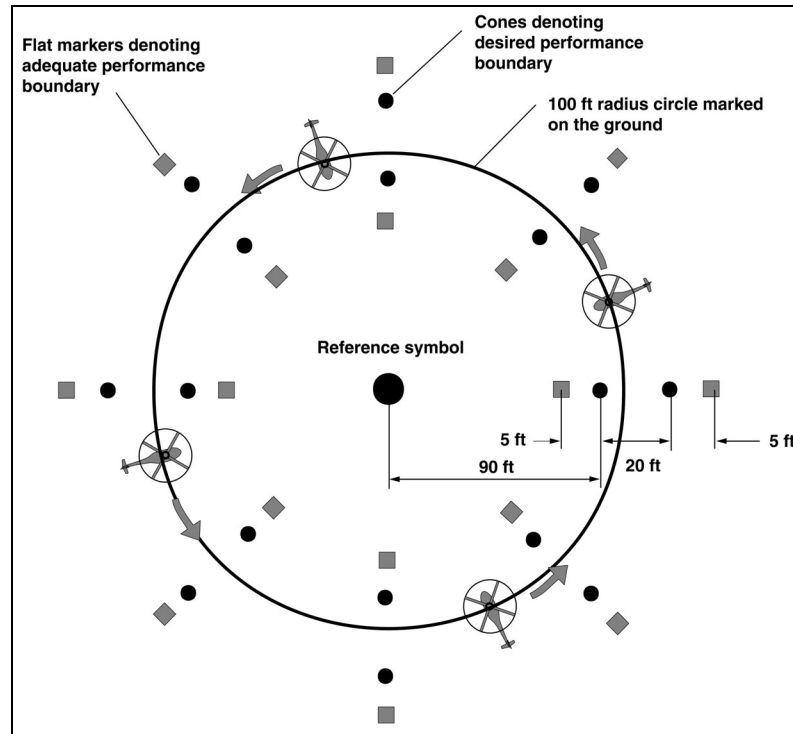 Flat markers denoting
adequate performance
boundary
Cones denoting
desired performance
boundary
100 ft radius circle marked
on the ground
Reference symbol
5 ft
90 ft
20 ft
5 ft